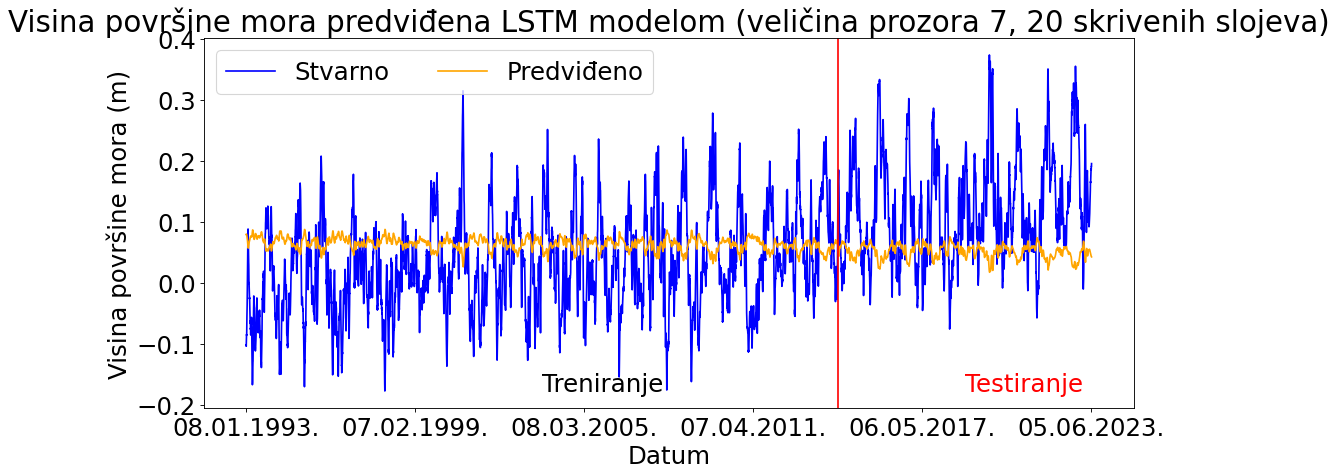 Visina površine mora predviđena LSTM modelom (veličina prozora 7, 20 skrivenih slojeva)
Stvarno
Predviđeno
Visina površine mora (m)
0.4
0.3
0.2
0.1
0.0
−0.1
−0.2
Treniranje
Testiranje
08.01.1993.
07.02.1999.
08.03.2005.
07.04.2011.
06.05.2017.
05.06.2023.
Datum